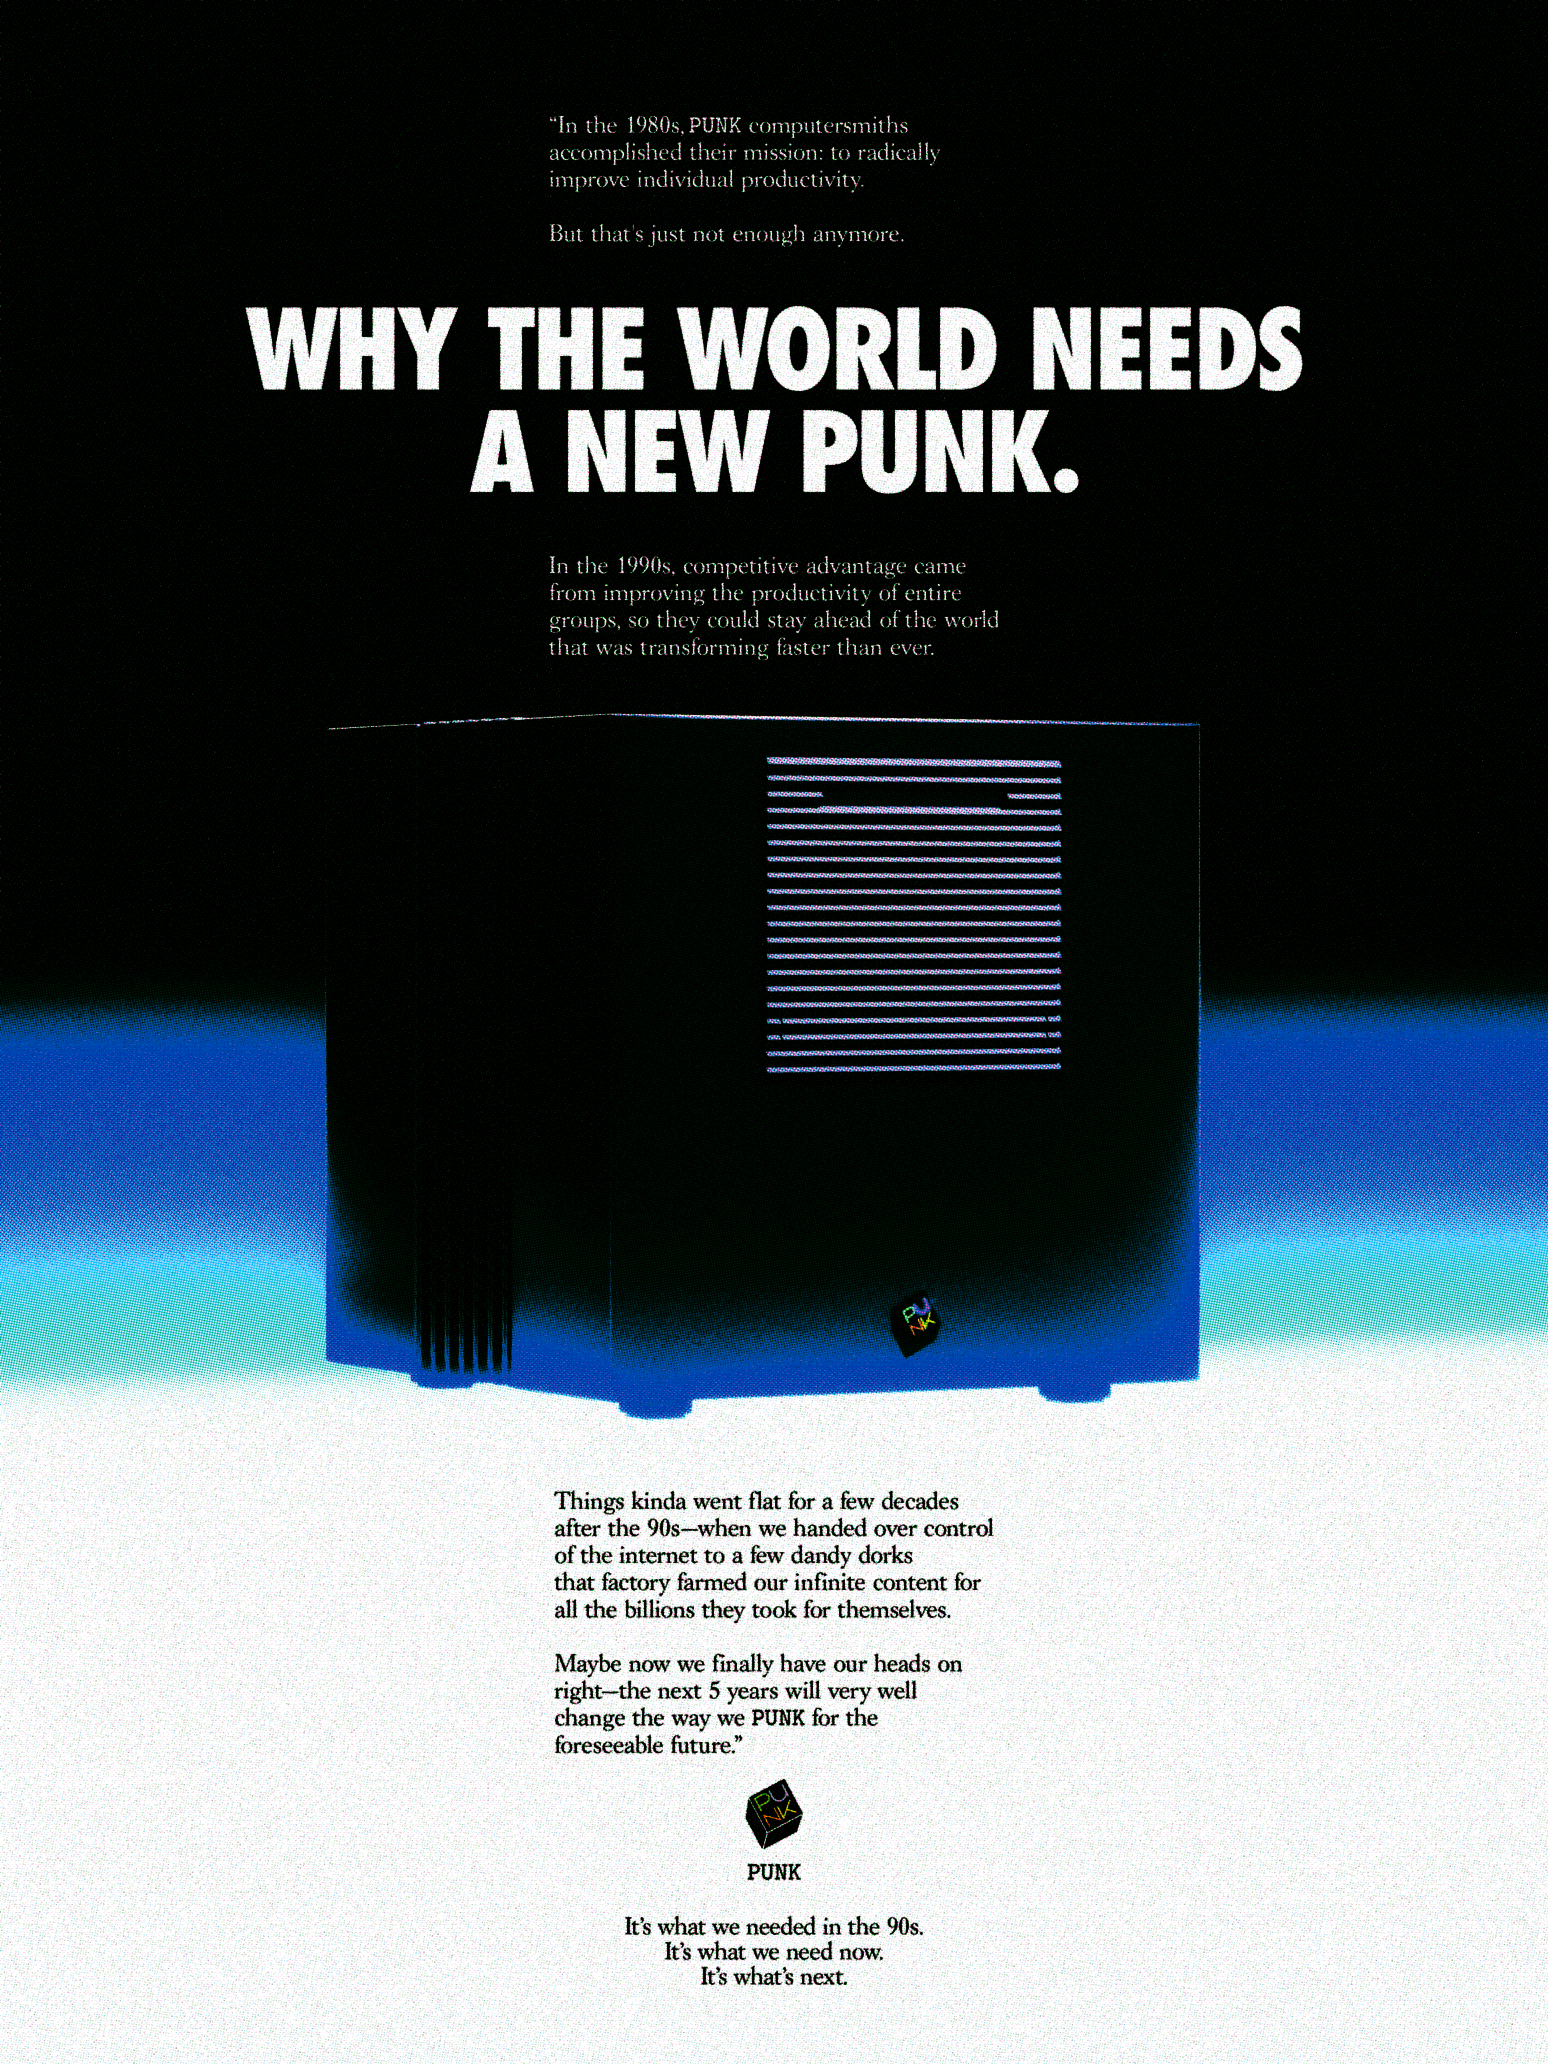 “In the 1980s, PUNK computersmiths
accomplished their mission: to radically
improve individual productivity.
But that's just not enough anymore.
WHY THE WORLD NEEDS
A NEW PUNK.
In the 1990s, competitive advantage came
from improving the productivity of entire
groups, so they could stay ahead of the world
that was transforming faster than ever.
PU
NK
Things kinda went flat for a few decades
after the 90s—when we handed over control
of the internet to a few dandy dorks
that factory farmed our infinite content for
all the billions they took for themselves.
Maybe now we finally have our heads on
right—the next 5 years will very well
change the way we PUNK for the
foreseeable future.”
PU
NK
PUNK
It’s what we needed in the 90s.
It’s what we need now.
It’s what’s next.